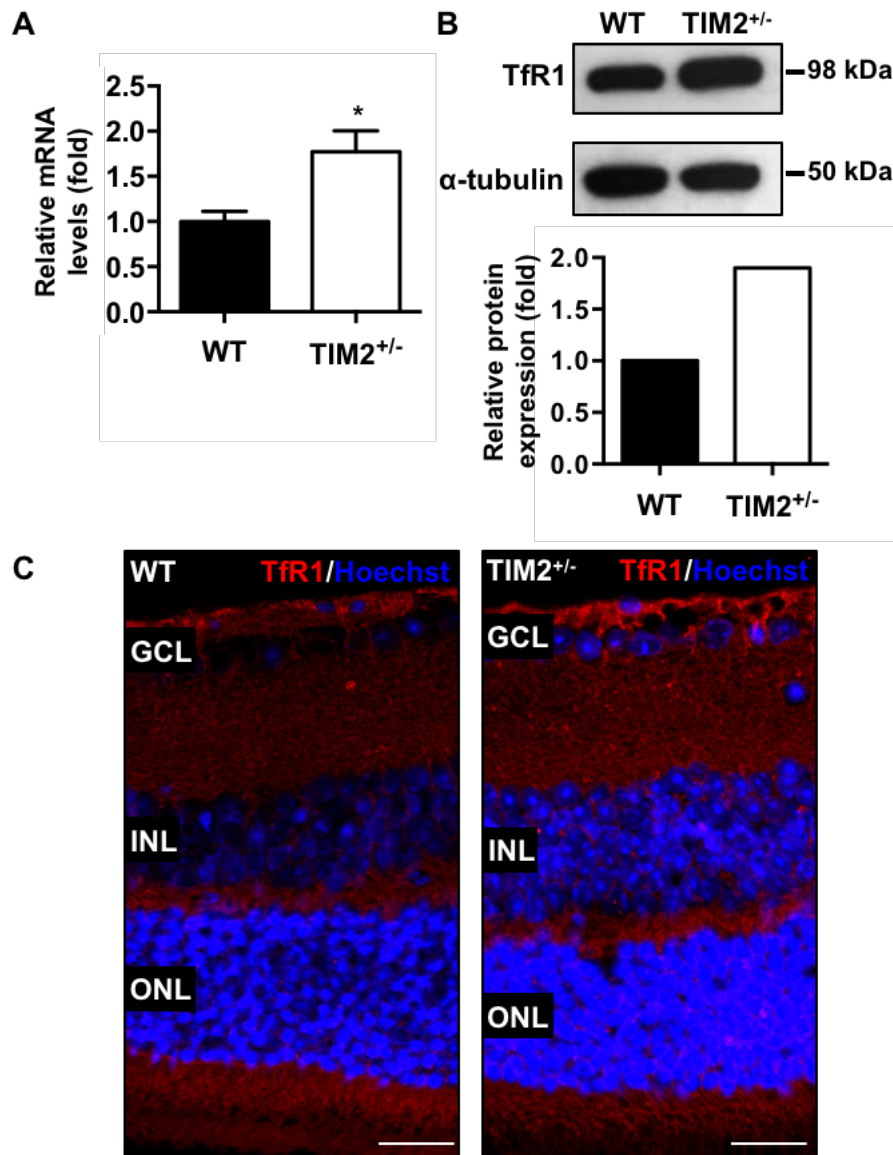 A
Relative mRNA
levels (fold)
2.5
2.0
1.5
1.0
0.5
0.0
*
WT
TIM2+/-
B
WT TIM2+/-
TfR1
98 kDa
α-tubulin
50 kDa
Relative protein
expression (fold)
2.0
1.5
1.0
0.5
0.0
WT
TIM2+/-
C
WT TfR1/Hoechst
GCL
INL
ONL
TIM2+/- TfR1/Hoechst
GCL
INL
ONL